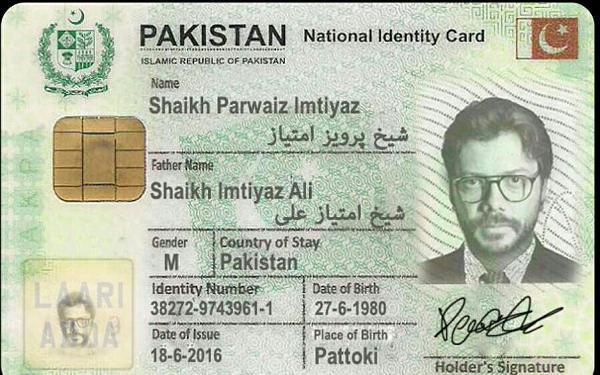 PAKISTAN National Identity Card
ISLAMIC REPUBLIC OF PAKISTAN
Name
Shaikh Parwaiz Imtiyaz
شیخ پرویز امتیاز
Father Name
Shaikh Imtiyaz Ali
شیخ امتیاز علی
Gender Country of Stay
M Pakistan
Identity Number Date of Birth
38272-9743961-1 27-6-1980
Date of Issue Place of Birth
18-6-2016 Pattoki
LAARI
Holder's Signature